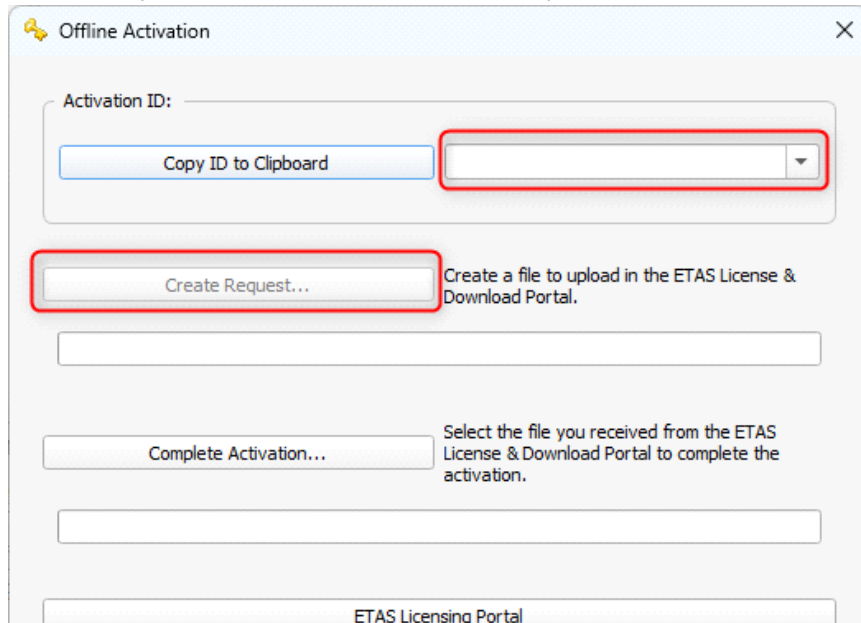 Offline Activation
Activation ID:
Copy ID to Clipboard
Create Request...
Create a file to upload in the ETAS License &
Download Portal.
Complete Activation...
Select the file you received from the ETAS
License & Download Portal to complete the
activation.
ETAS Licensing Portal